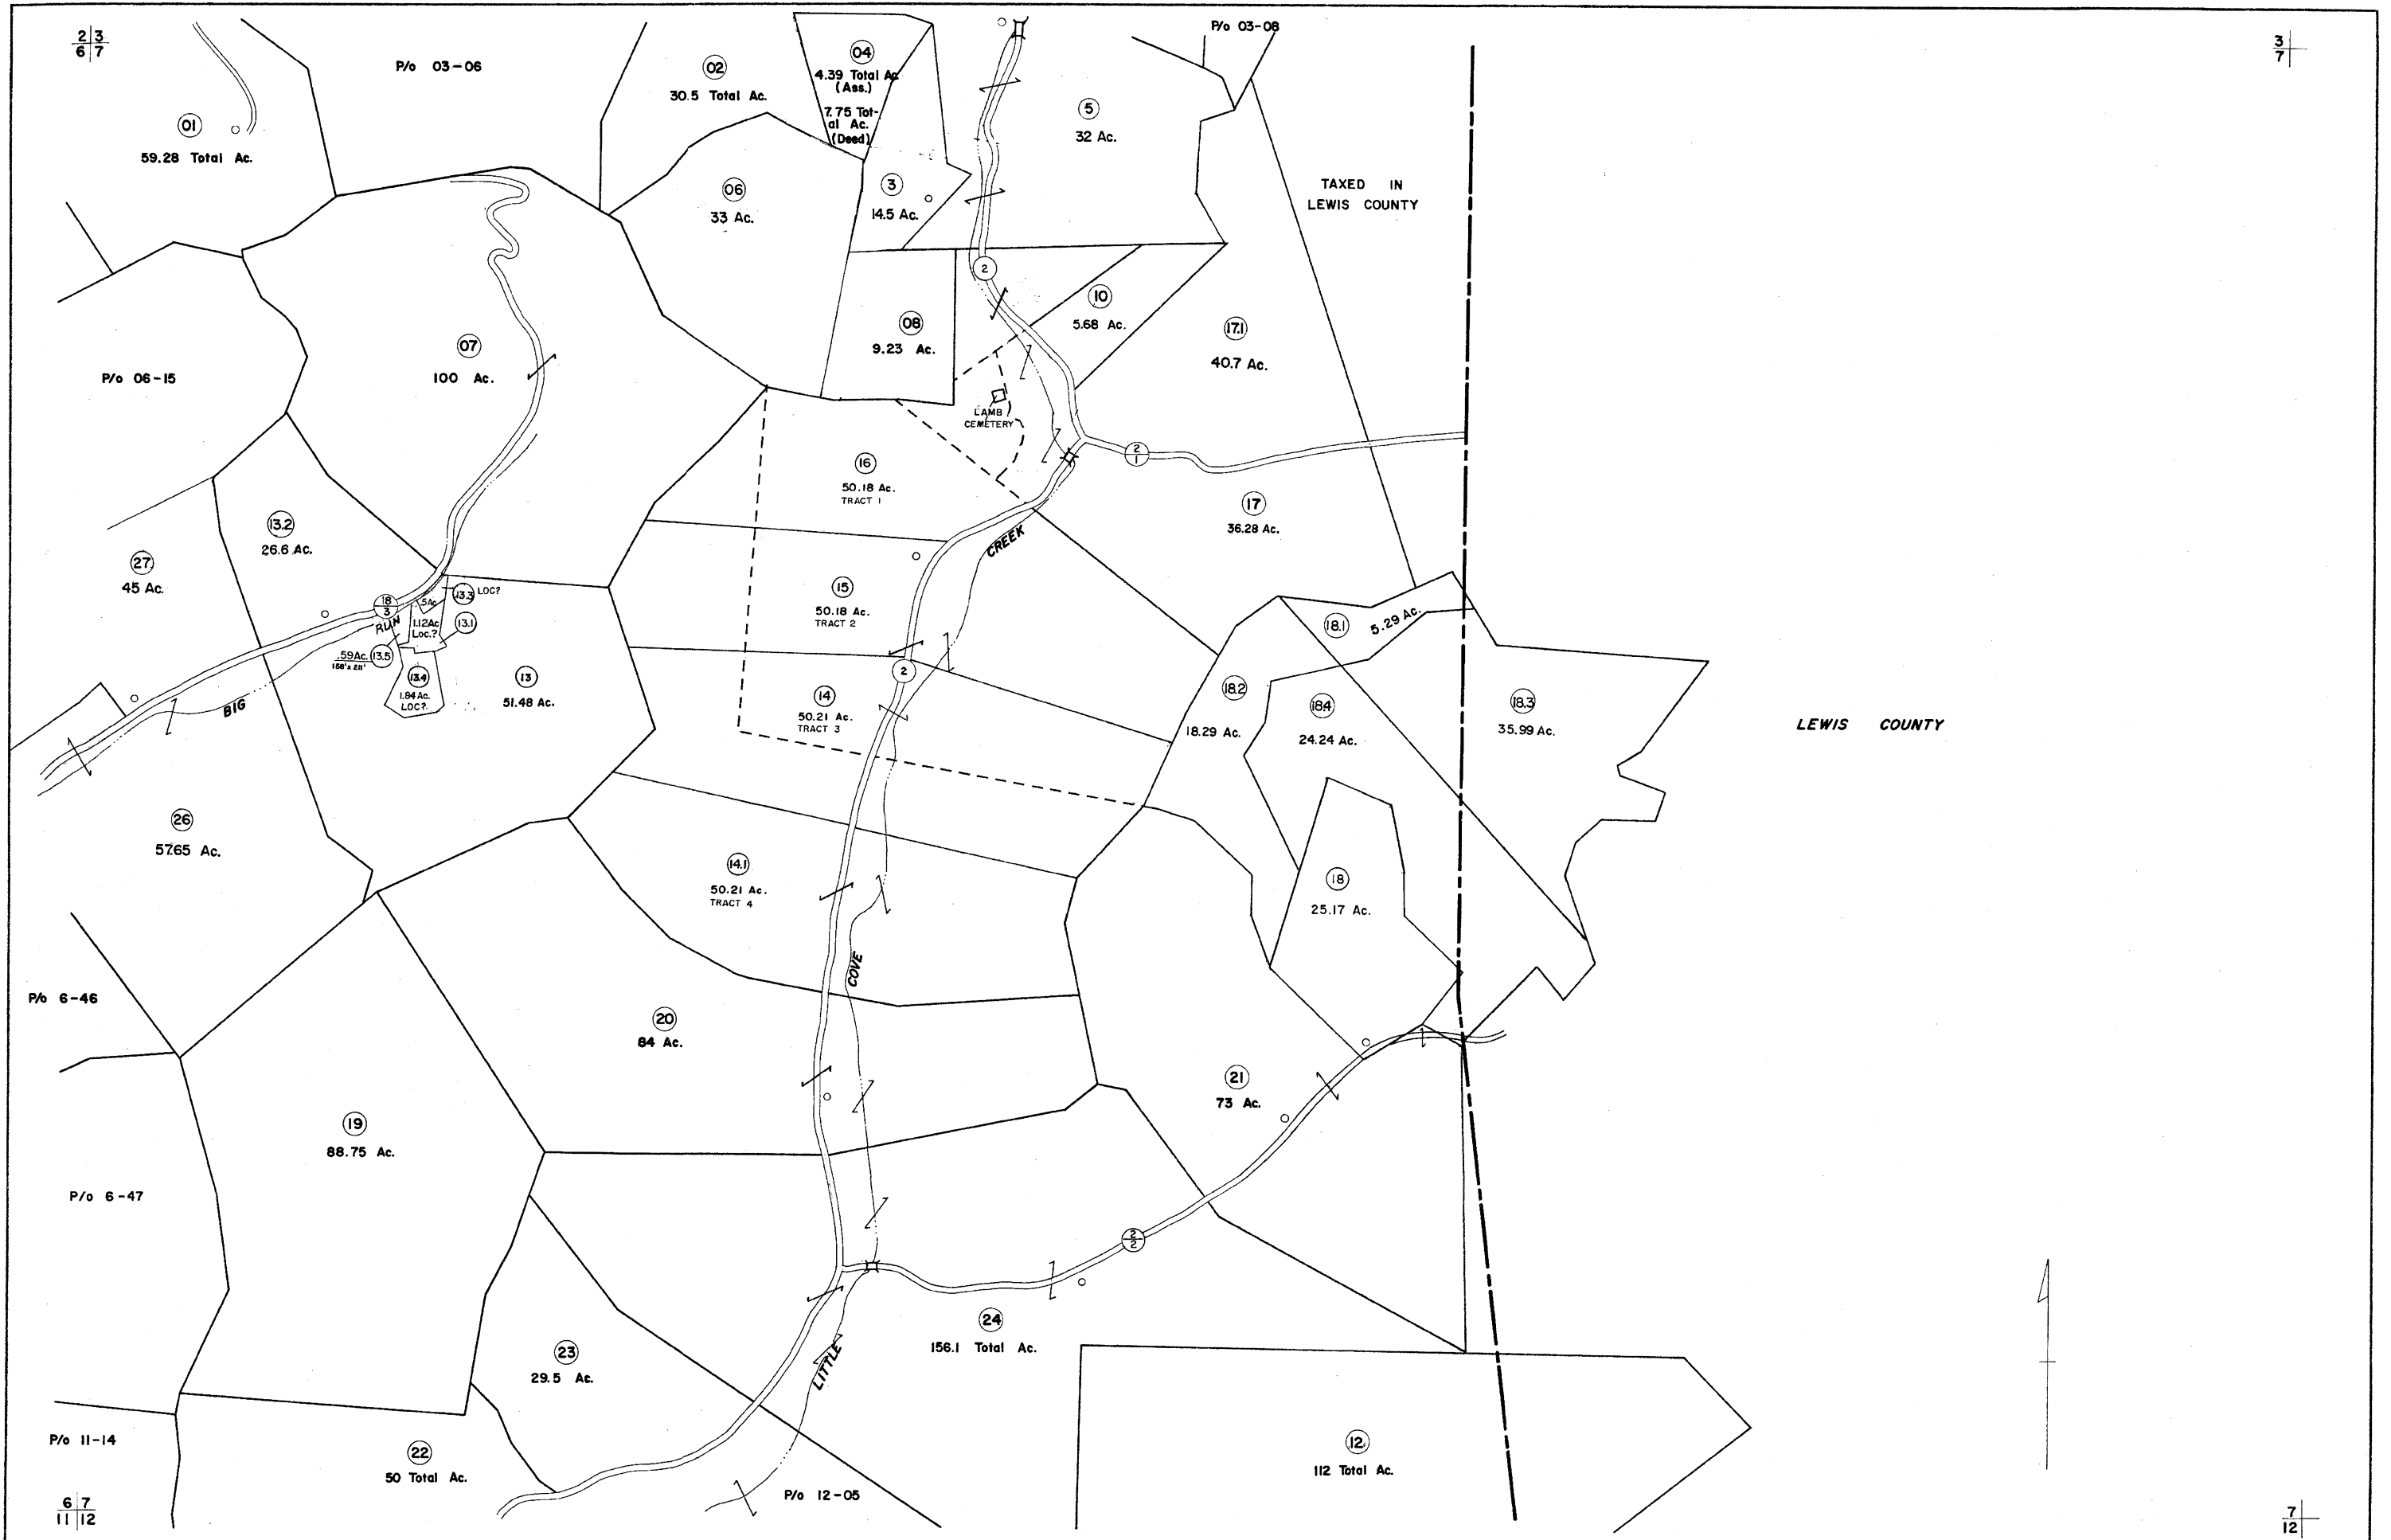 2 3
6 7
P/o 03-06
02
30.5 Total Ac.
04
4.39 Total Ac
(Ass.)
7.75 Tot-
al Ac.
(Deed)
P/o 03-08
3
7
01
59.28 Total Ac.
5
32 Ac.
06
33 Ac.
3
14.5 Ac.
TAXED IN
LEWIS COUNTY
2
10
5.68 Ac.
08
9.23 Ac.
17.1
40.7 Ac.
07
100 Ac.
P/o 06-15
LAMB
CEMETERY
2
1
16
50.18 Ac.
TRACT 1
17
36.28 Ac.
CREEK
13.2
26.6 Ac.
27
45 Ac.
15
50.18 Ac.
TRACT 2
18
3
.5Ac
13.3 LOC?
RUN
1.12Ac
Loc.?
13.1
.59Ac. 13.5
158'x 211'
13.4
1.84 Ac.
LOC?
13
51.48 Ac.
BIG
18.1
5.29 Ac.
2
14
50.21 Ac.
TRACT 3
18.2
18.29 Ac.
18.4
24.24 Ac.
18.3
35.99 Ac.
LEWIS COUNTY
26
57.65 Ac.
14.1
50.21 Ac.
TRACT 4
18
25.17 Ac.
COVE
P/o 6-46
20
84 Ac.
21
73 Ac.
19
88.75 Ac.
P/o 6-47
2
2
24
156.1 Total Ac.
23
29.5 Ac.
LITTLE
P/o 11-14
22
50 Total Ac.
12
112 Total Ac.
P/o 12-05
6 7
11 12
7
12